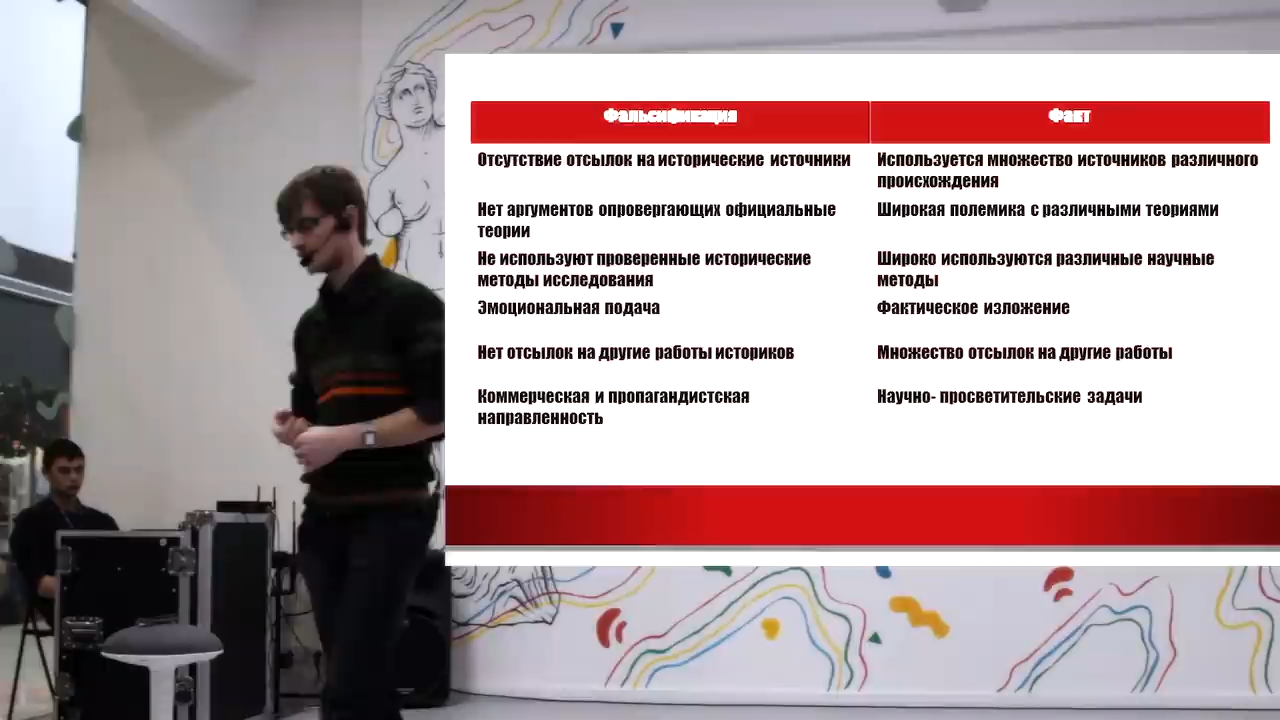 Фальсификация
Факт
Отсутствие отсылок на исторические источники
Используется множество источников различного
происхождения
Нет аргументов опровергающих официальные
теории
Широкая полемика с различными теориями
Не используют проверенные исторические
методы исследования
Широко используются различные научные
методы
Эмоциональная подача
Фактическое изложение
Нет отсылок на другие работы историков
Множество отсылок на другие работы
Коммерческая и пропагандистская
направленность
Научно- просветительские задачи